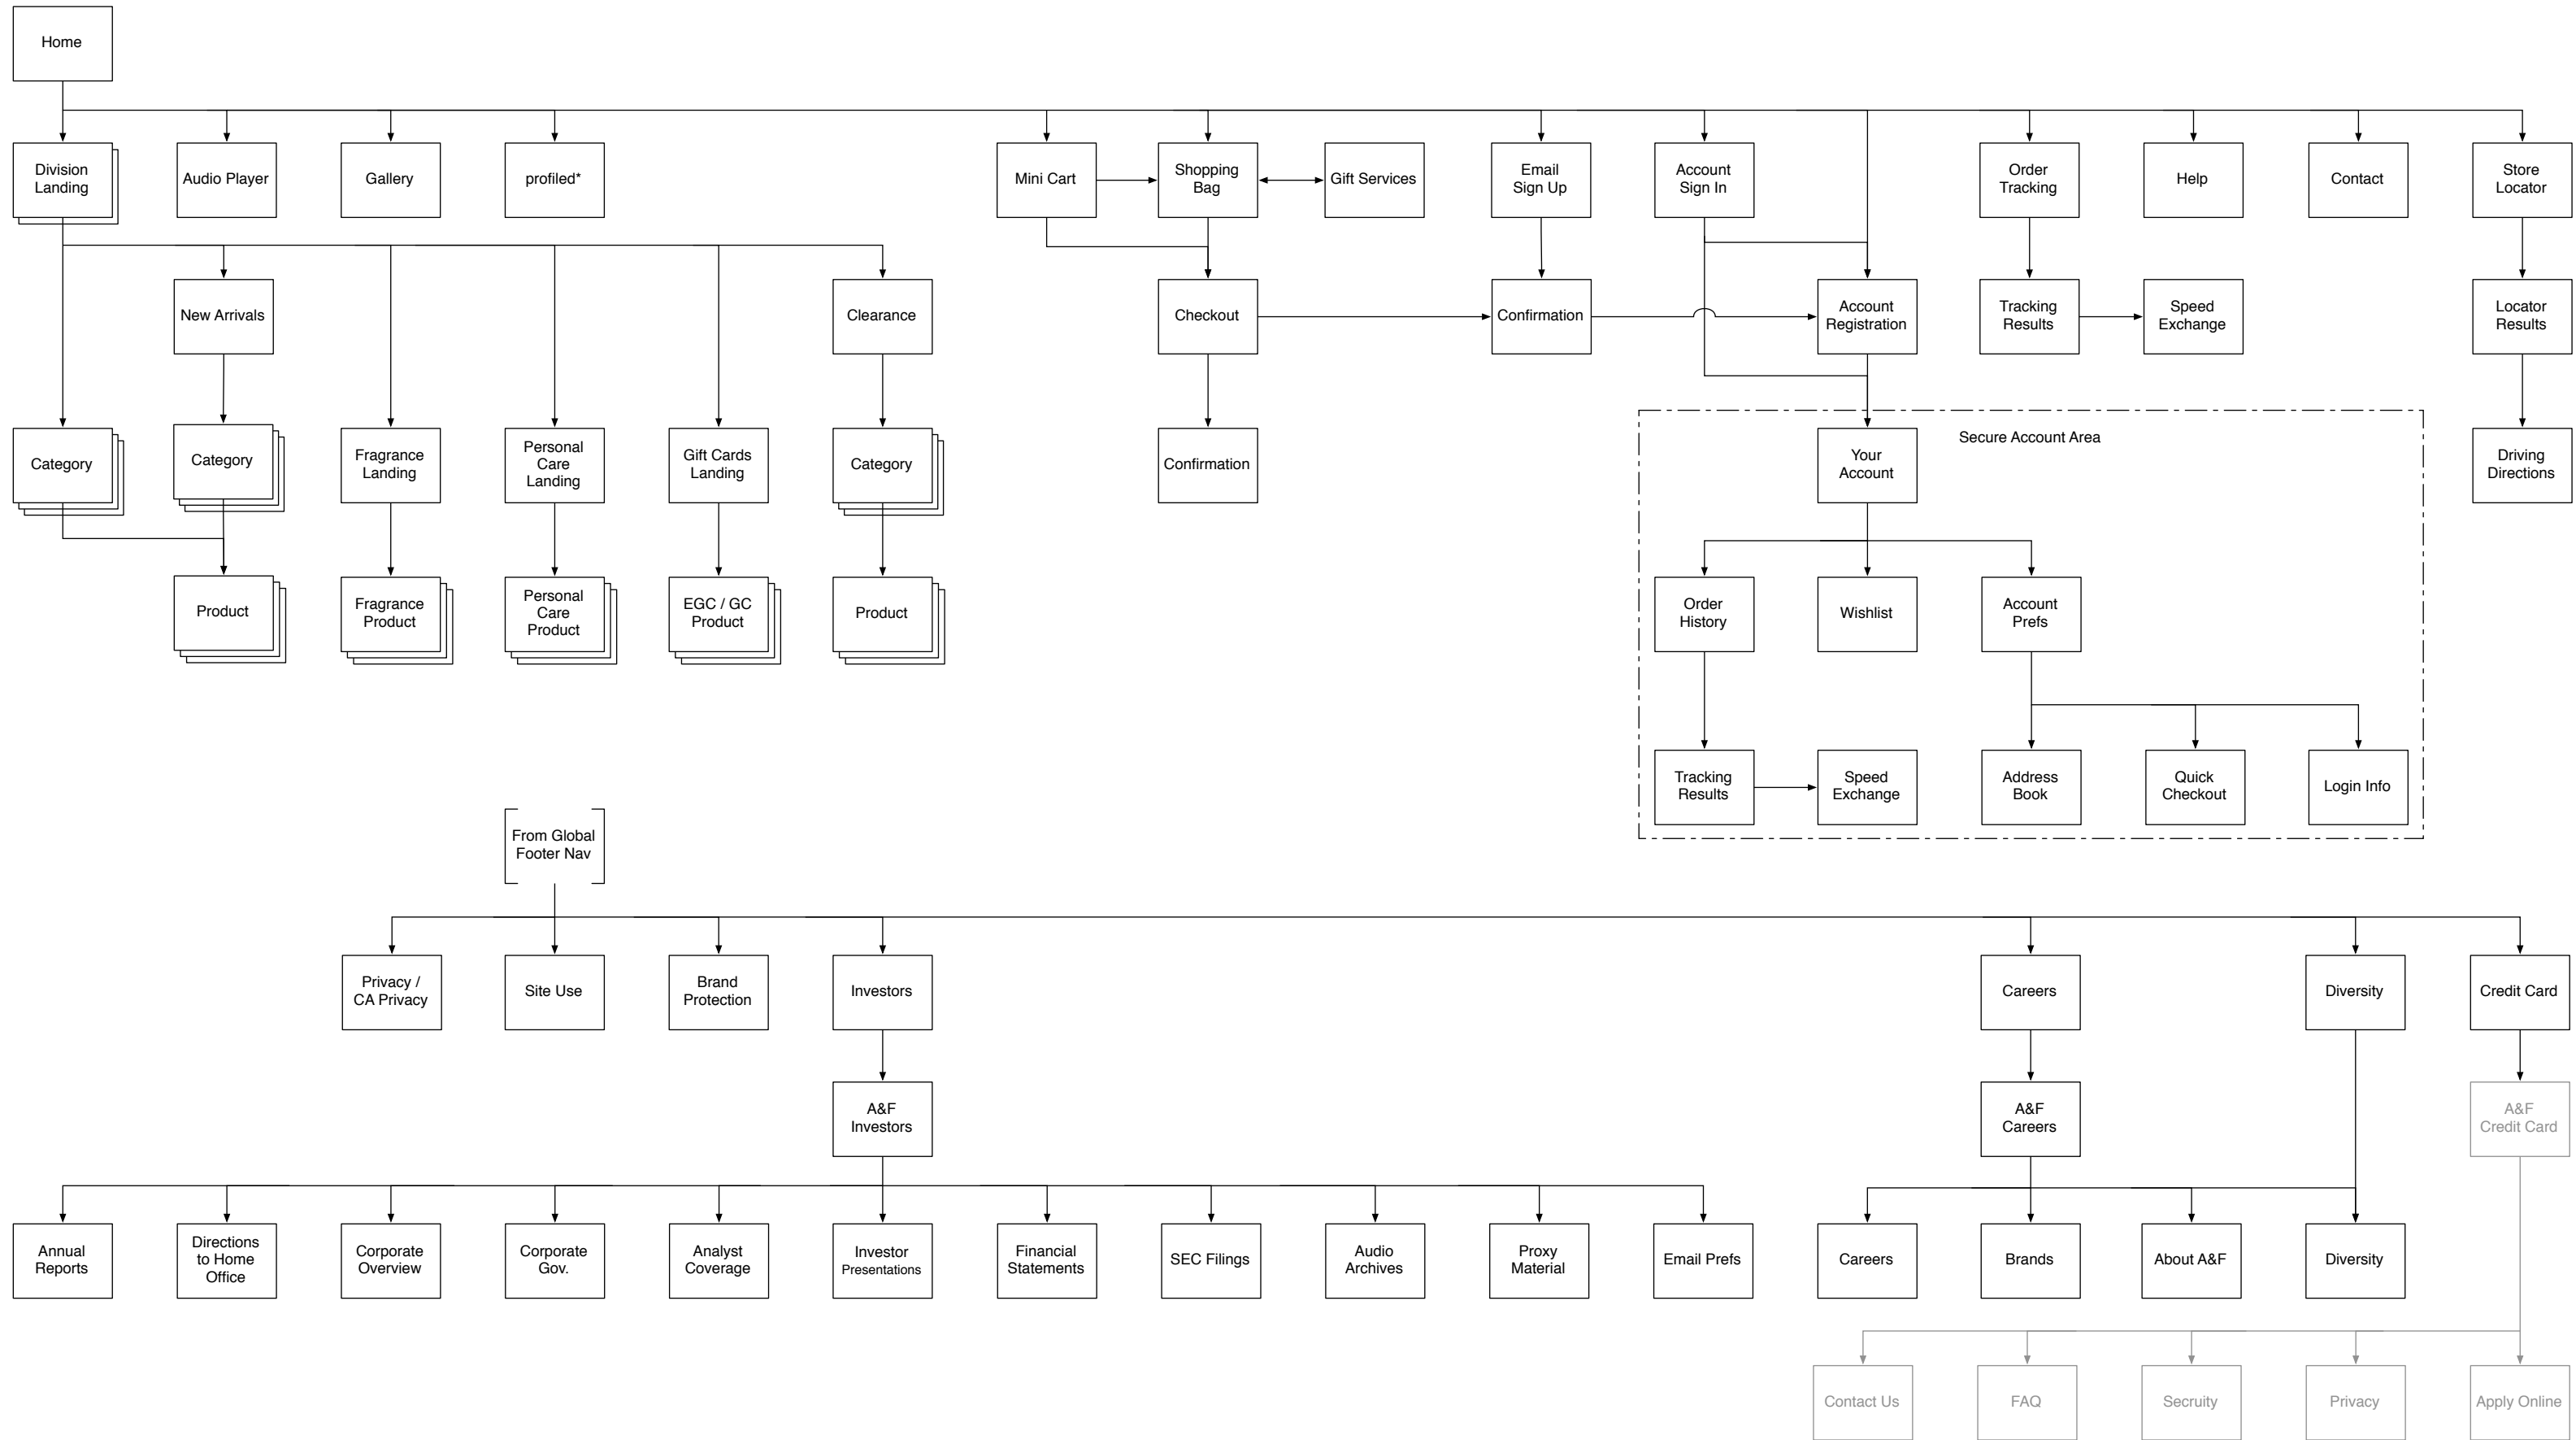 Home
Division
Landing
Audio Player
Gallery
profiled*
Mini Cart
Shopping
Bag
Gift Services
Email
Sign Up
Account
Sign In
Order
Tracking
Help
Contact
Store
Locator
New Arrivals
Clearance
Checkout
Confirmation
Account
Registration
Tracking
Results
Speed
Exchange
Locator
Results
Category
Category
Fragrance
Landing
Personal
Care
Landing
Gift Cards
Landing
Category
Confirmation
Secure Account Area
Your
Account
Driving
Directions
Product
Fragrance
Product
Personal
Care
Product
EGC / GC
Product
Product
Order
History
Wishlist
Account
Prefs
Tracking
Results
Speed
Exchange
Address
Book
Quick
Checkout
Login Info
From Global
Footer Nav
Privacy /
CA Privacy
Site Use
Brand
Protection
Investors
Careers
Diversity
Credit Card
A&F
Investors
A&F
Careers
A&F
Credit Card
Annual
Reports
Directions
to Home
Office
Corporate
Overview
Corporate
Gov.
Analyst
Coverage
Investor
Presentations
Financial
Statements
SEC Filings
Audio
Archives
Proxy
Material
Email Prefs
Careers
Brands
About A&F
Diversity
Contact Us
FAQ
Secruity
Privacy
Apply Online